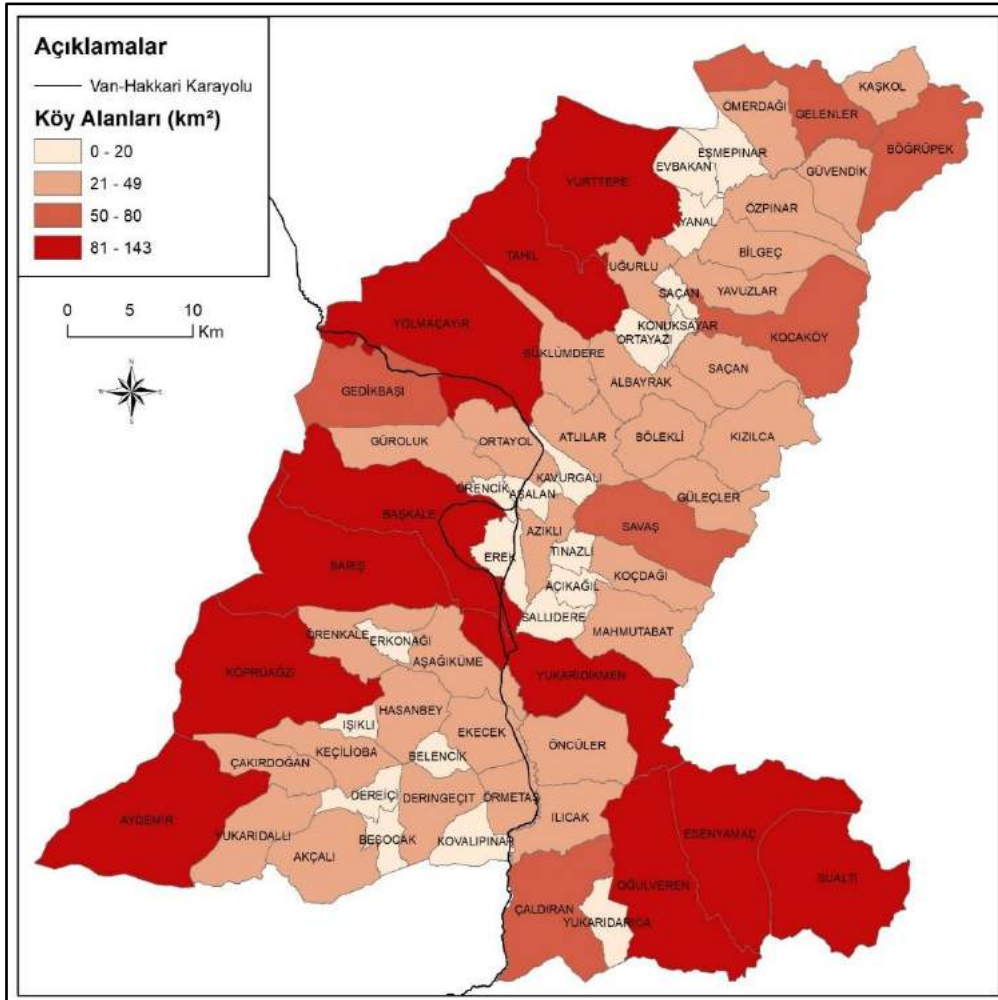 Açıklamalar
Van-Hakkari Karayolu
Köy Alanları (km²)
0 - 20
21 - 49
50 - 80
81 - 143
0 5 10
Km
N
W E
S
KAŞKOL
ÖMERDAĞI
GELENLER
BÖĞRÜPEK
EŞMEPINAR
EVBAKAN
GÜVENDİK
YURTTEPE
YANAL
ÖZPINAR
BİLGEÇ
TAHIL
UĞURLU
SAÇAN
YAVUZLAR
YOLMAÇAYIR
KONUKSAYAR
ORTAYAZI
KOCAKÖY
BÜKLÜMDERE
ALBAYRAK
SAÇAN
GEDİKBAŞI
GÜROLUK
ORTAYOL
ATLILAR
BÖLEKLİ
KIZILCA
KAVURGALI
ÖRENCİK
AŞALAN
GÜLEÇLER
BAŞKALE
AZIKLI
SAVAŞ
EREK
TINAZLI
BARIŞ
AÇIKAĞIL
KOÇDAĞI
SALLIDERE
MAHMUTABAT
ÖRENKALE
ERKONAĞI
AŞAĞIKÜME
KÖPRÜAĞZI
YUKARIDİKMEN
HASANBEY
IŞIKLI
EKECEK
ÖNCÜLER
KEÇİLİOBA
BELENCİK
ÇAKIRDOĞAN
DEREİÇİ
DERİNGEÇİT
ÖRMETAŞ
AYDEMİR
ILICAK
YUKARIDALLI
BEŞOCAK
KOVALIPINAR
ESENYAMAÇ
AKÇALI
SUALTI
OĞULVEREN
ÇALDIRAN
YUKARIDARICA